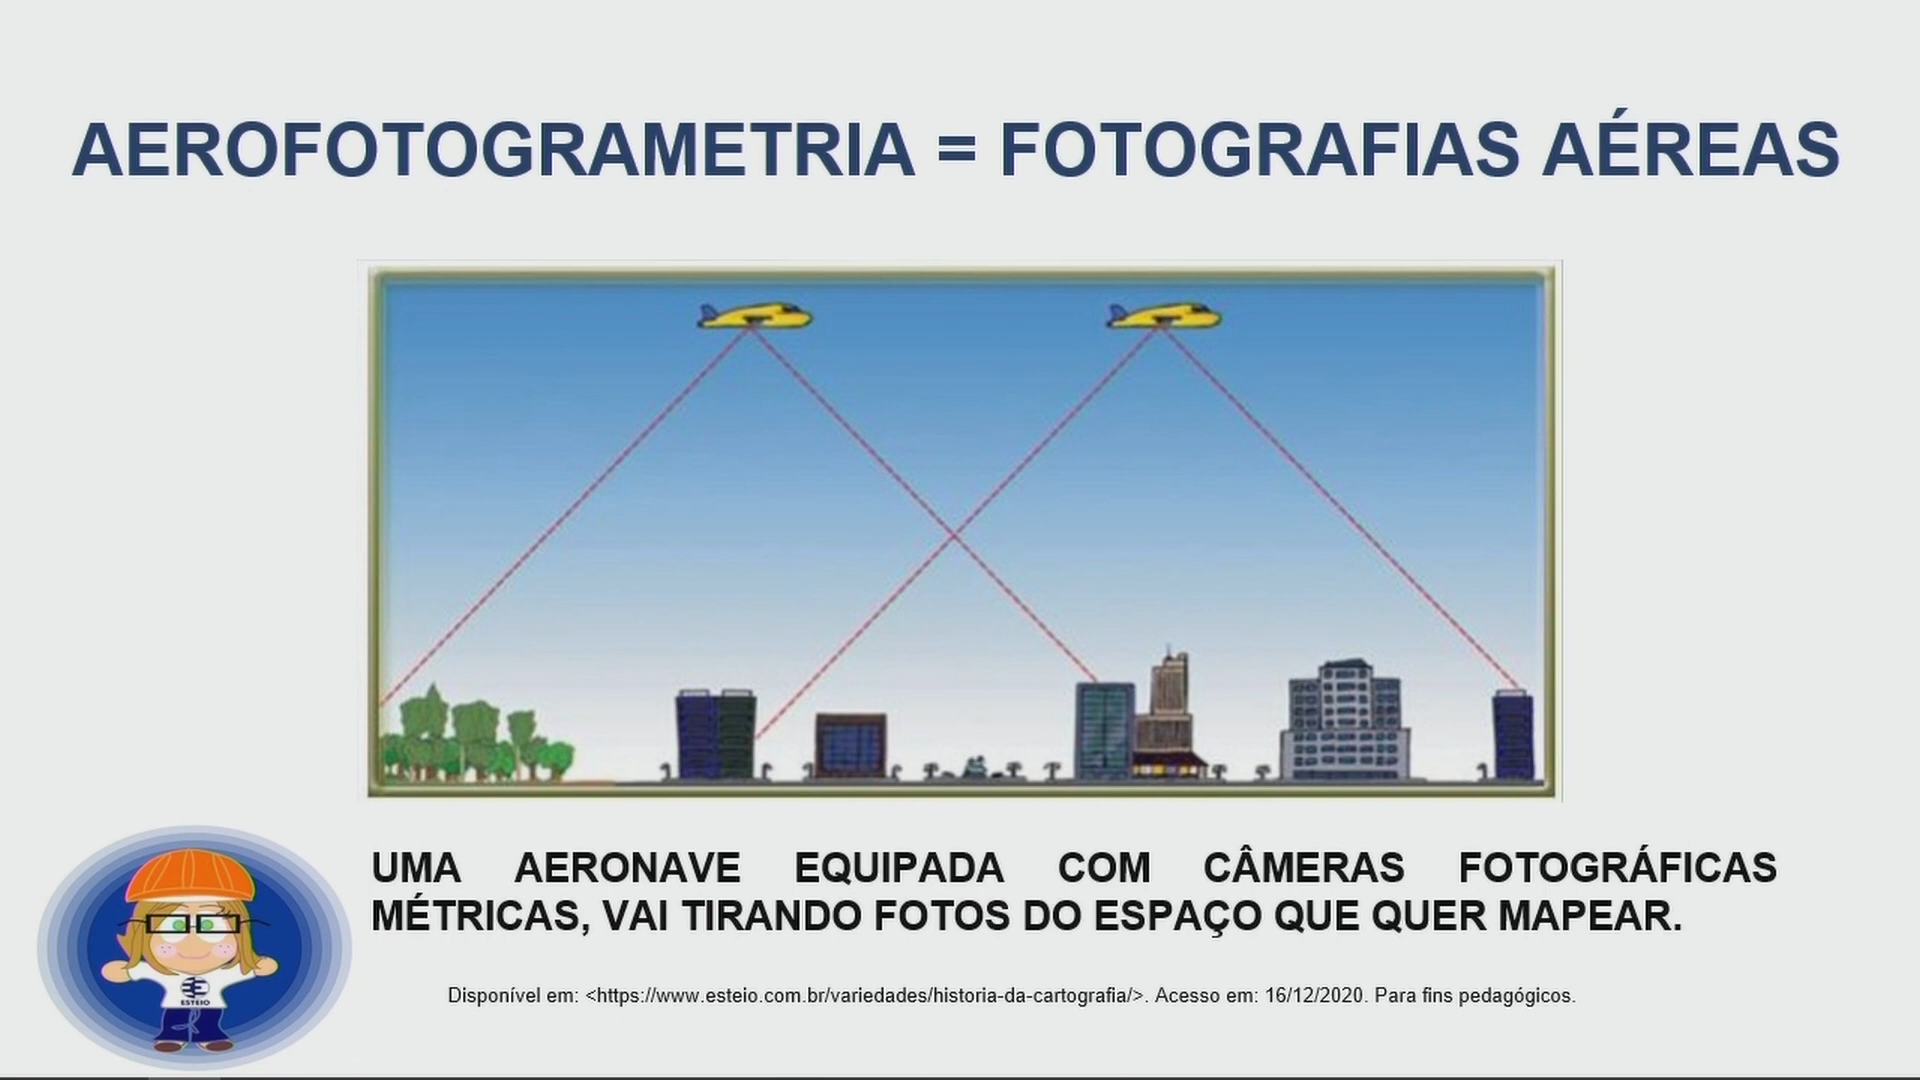 AEROFOTOGRAMETRIA = FOTOGRAFIAS AÉREAS
UMA AERONAVE EQUIPADA COM CÂMERAS FOTOGRÁFICAS
MÉTRICAS, VAI TIRANDO FOTOS DO ESPAÇO QUE QUER MAPEAR.
ESTEIO
Disponível em: <https://www.esteio.com.br/variedades/historia-da-cartografia/>. Acesso em: 16/12/2020. Para fins pedagógicos.